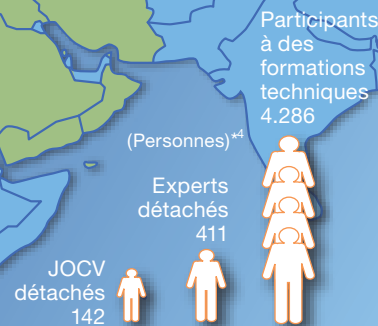 Participants
à des
formations
techniques
4.286
(Personnes)*4
Experts
détachés
411
JOCV
détachés
142